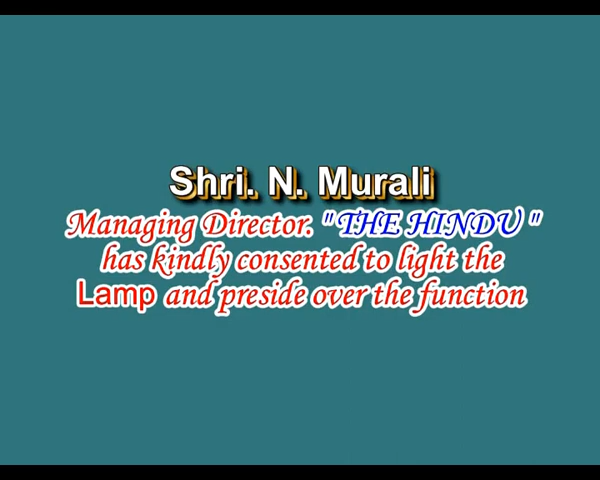 Shri. N. Murali
Managing Director. "THE HINDU"
has kindly consented to light the
Lamp and preside over the function